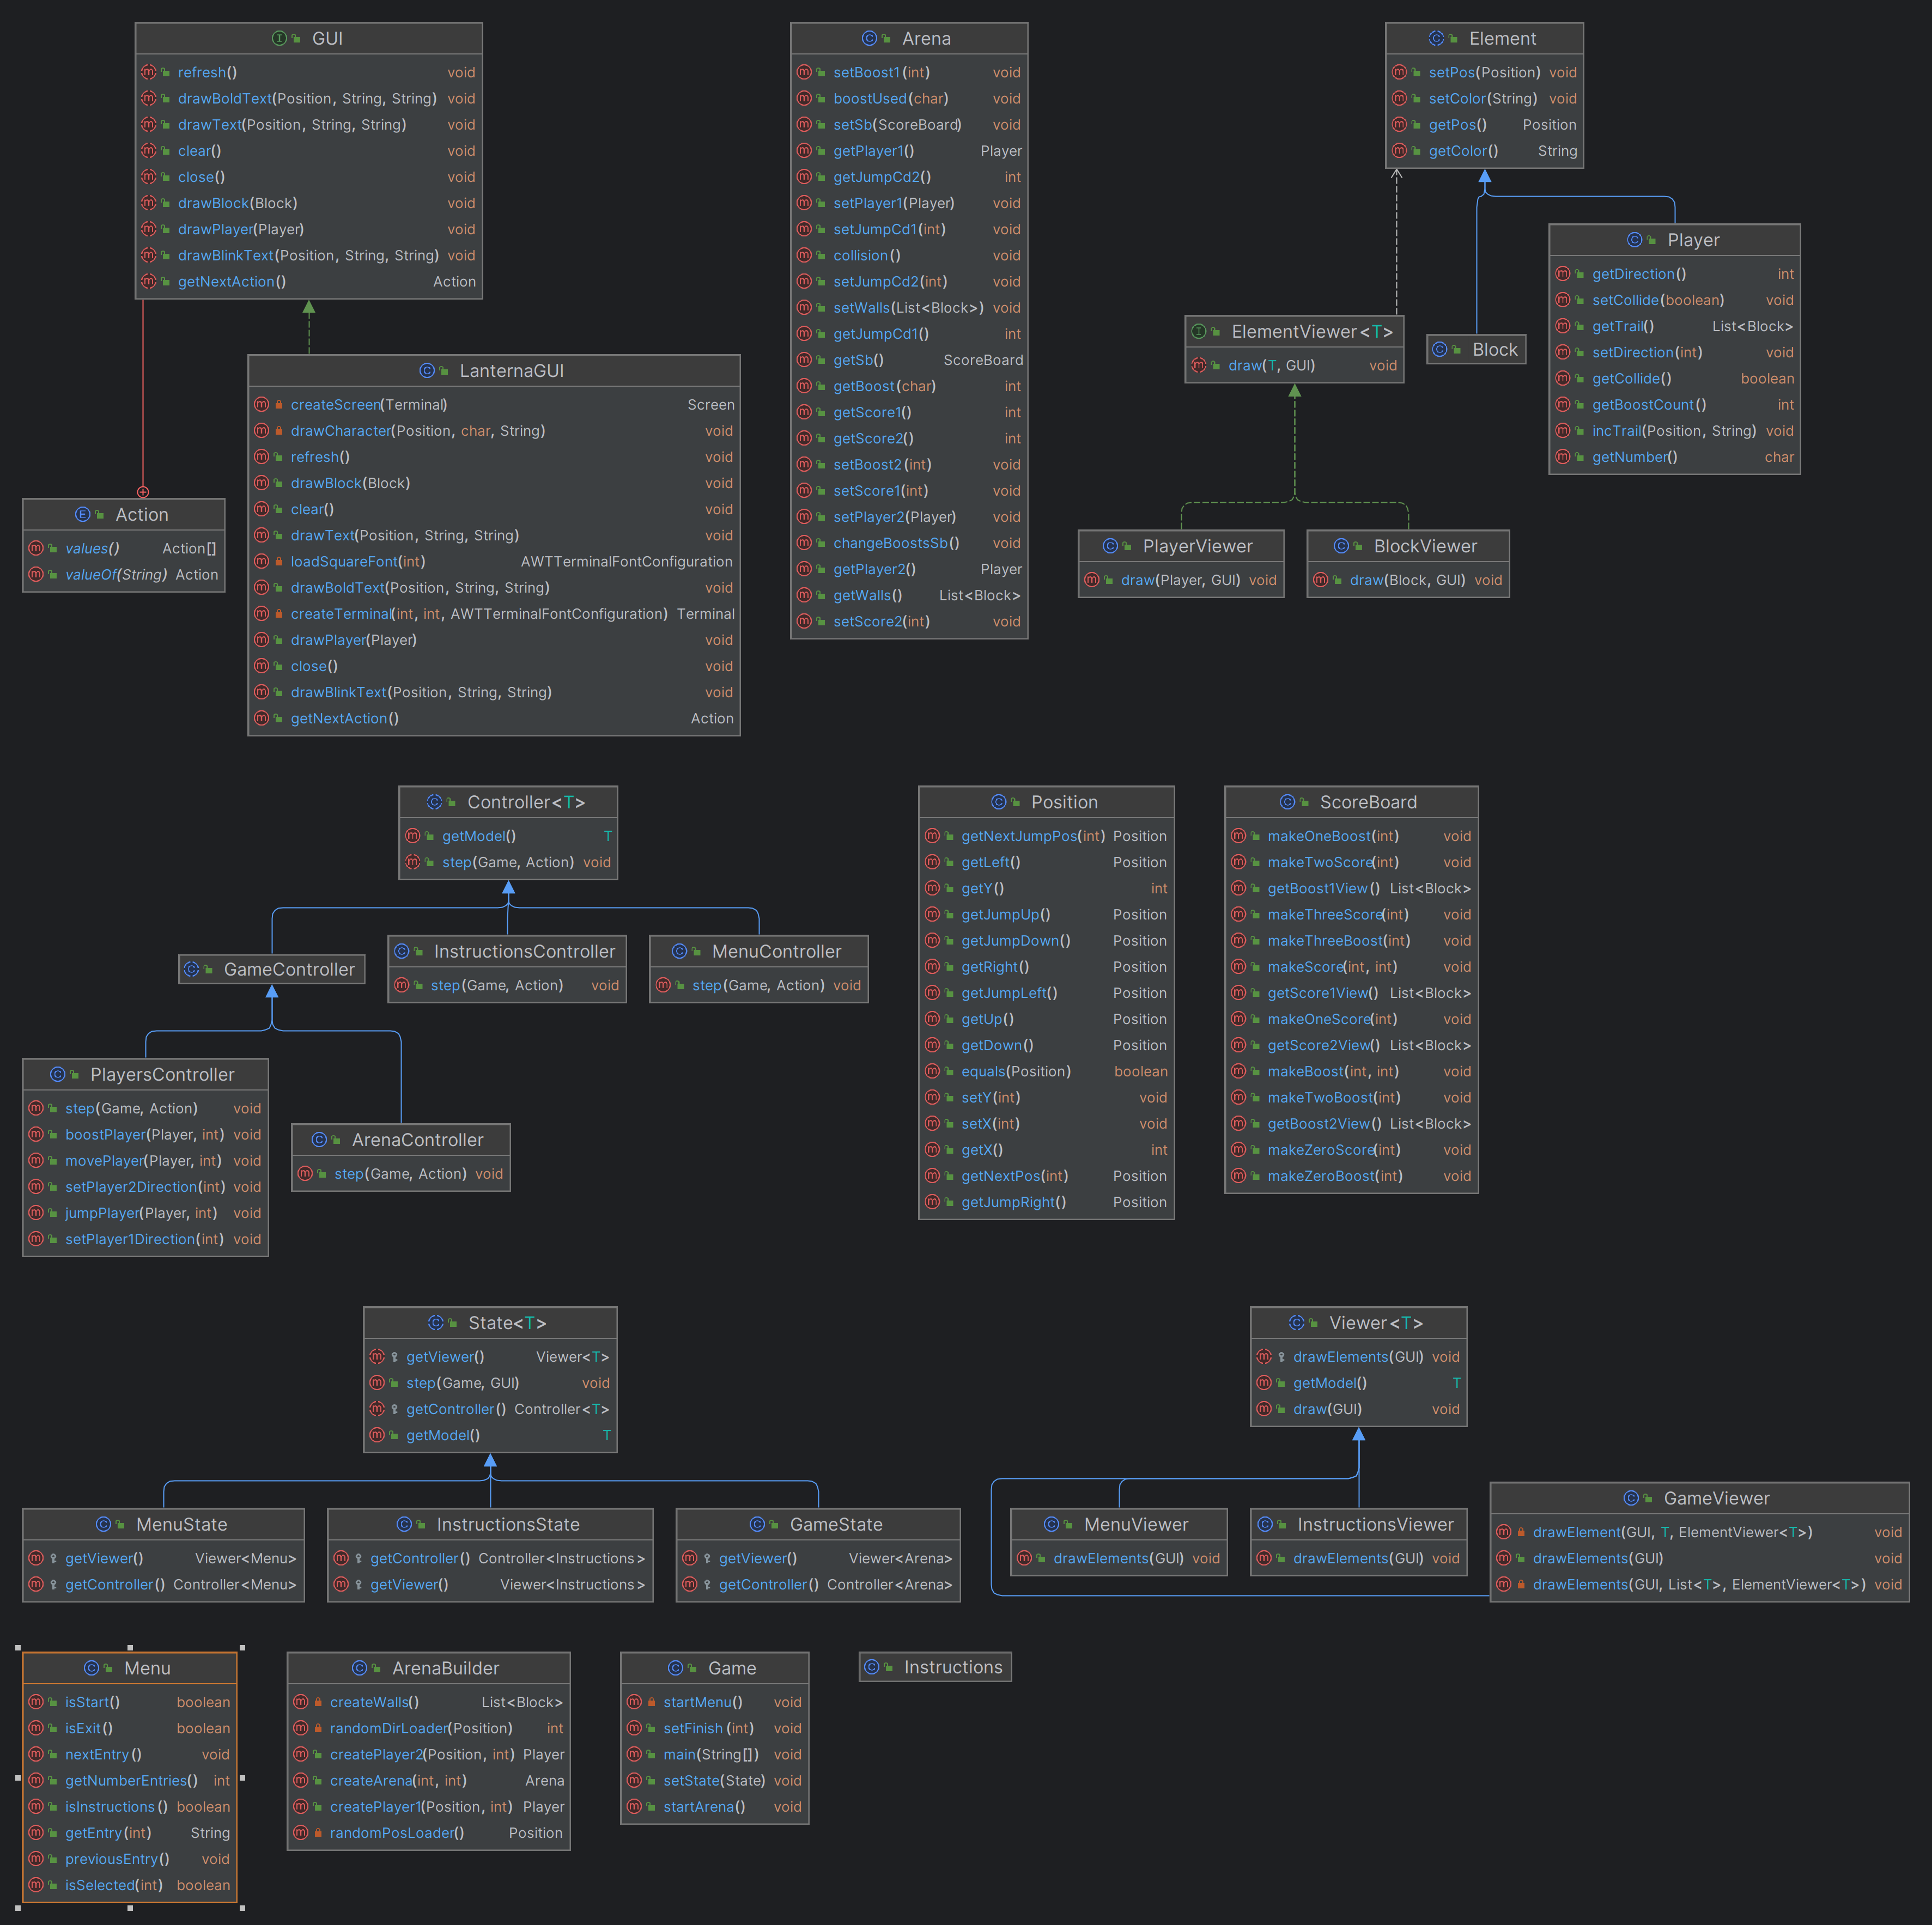 GUI
refresh() void
drawBoldText(Position, String, String) void
drawText(Position, String, String) void
clear() void
close() void
drawBlock(Block) void
drawPlayer(Player) void
drawBlinkText(Position, String, String) void
getNextAction() Action
Action
values() Action[]
valueOf(String) Action
LanternaGUI
createScreen(Terminal) Screen
drawCharacter(Position, char, String) void
refresh() void
drawBlock(Block) void
clear() void
drawText(Position, String, String) void
loadSquareFont(int) AWTTerminalFontConfiguration
drawBoldText(Position, String, String) void
createTerminal(int, int, AWTTerminalFontConfiguration) Terminal
drawPlayer(Player) void
close() void
drawBlinkText(Position, String, String) void
getNextAction() Action
Arena
setBoost1(int) void
boostUsed(char) void
setSb(ScoreBoard) void
getPlayer1() Player
getJumpCd2() int
setPlayer1(Player) void
setJumpCd1(int) void
collision() void
setJumpCd2(int) void
setWalls(List<Block>) void
getJumpCd1() int
getSb() ScoreBoard
getBoost(char) int
getScore1() int
getScore2() int
setBoost2(int) void
setScore1(int) void
setPlayer2(Player) void
changeBoostsSb() void
getPlayer2() Player
getWalls() List<Block>
setScore2(int) void
Element
setPos(Position) void
setColor(String) void
getPos() Position
getColor() String
Player
getDirection() int
setCollide(boolean) void
getTrail() List<Block>
setDirection(int) void
getCollide() boolean
getBoostCount() int
incTrail(Position, String) void
getNumber() char
ElementViewer<T>
draw(T, GUI) void
Block
PlayerViewer
draw(Player, GUI) void
BlockViewer
draw(Block, GUI) void
Controller<T>
getModel() T
step(Game, Action) void
GameController
InstructionsController
step(Game, Action) void
MenuController
step(Game, Action) void
PlayersController
step(Game, Action) void
boostPlayer(Player, int) void
movePlayer(Player, int) void
setPlayer2Direction(int) void
jumpPlayer(Player, int) void
setPlayer1Direction(int) void
ArenaController
step(Game, Action) void
Position
getNextJumpPos(int) Position
getLeft() Position
getY() int
getJumpUp() Position
getJumpDown() Position
getRight() Position
getJumpLeft() Position
getUp() Position
getDown() Position
equals(Position) boolean
setY(int) void
setX(int) void
getX() int
getNextPos(int) Position
getJumpRight() Position
ScoreBoard
makeOneBoost(int) void
makeTwoScore(int) void
getBoost1View() List<Block>
makeThreeScore(int) void
makeThreeBoost(int) void
makeScore(int, int) void
getScore1View() List<Block>
makeOneScore(int) void
getScore2View() List<Block>
makeBoost(int, int) void
makeTwoBoost(int) void
getBoost2View() List<Block>
makeZeroScore(int) void
makeZeroBoost(int) void
State<T>
getViewer() Viewer<T>
step(Game, GUI) void
getController() Controller<T>
getModel() T
MenuState
getViewer() Viewer<Menu>
getController() Controller<Menu>
InstructionsState
getController() Controller<Instructions>
getViewer() Viewer<Instructions>
GameState
getViewer() Viewer<Arena>
getController() Controller<Arena>
Viewer<T>
drawElements(GUI) void
getModel() T
draw(GUI) void
MenuViewer
drawElements(GUI) void
InstructionsViewer
drawElements(GUI) void
GameViewer
drawElement(GUI, T, ElementViewer<T>) void
drawElements(GUI) void
drawElements(GUI, List<T>, ElementViewer<T>) void
Menu
isStart() boolean
isExit() boolean
nextEntry() void
getNumberEntries() int
isInstructions() boolean
getEntry(int) String
previousEntry() void
isSelected(int) boolean
ArenaBuilder
createWalls() List<Block>
randomDirLoader(Position) int
createPlayer2(Position, int) Player
createArena(int, int) Arena
createPlayer1(Position, int) Player
randomPosLoader() Position
Game
startMenu() void
setFinish(int) void
main(String[]) void
setState(State) void
startArena() void
Instructions